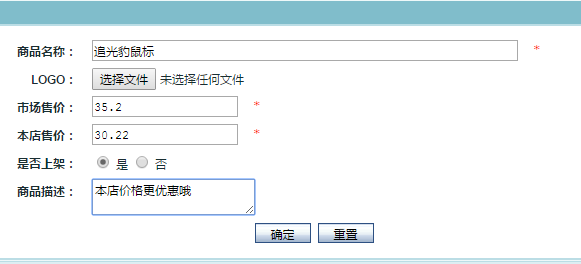 商品名称： 追光豹鼠标 *
LOGO： 选择文件 未选择任何文件
市场售价： 35.2 *
本店售价： 30.22 *
是否上架： 是 否
商品描述： 本店价格更优惠哦
确定 重置